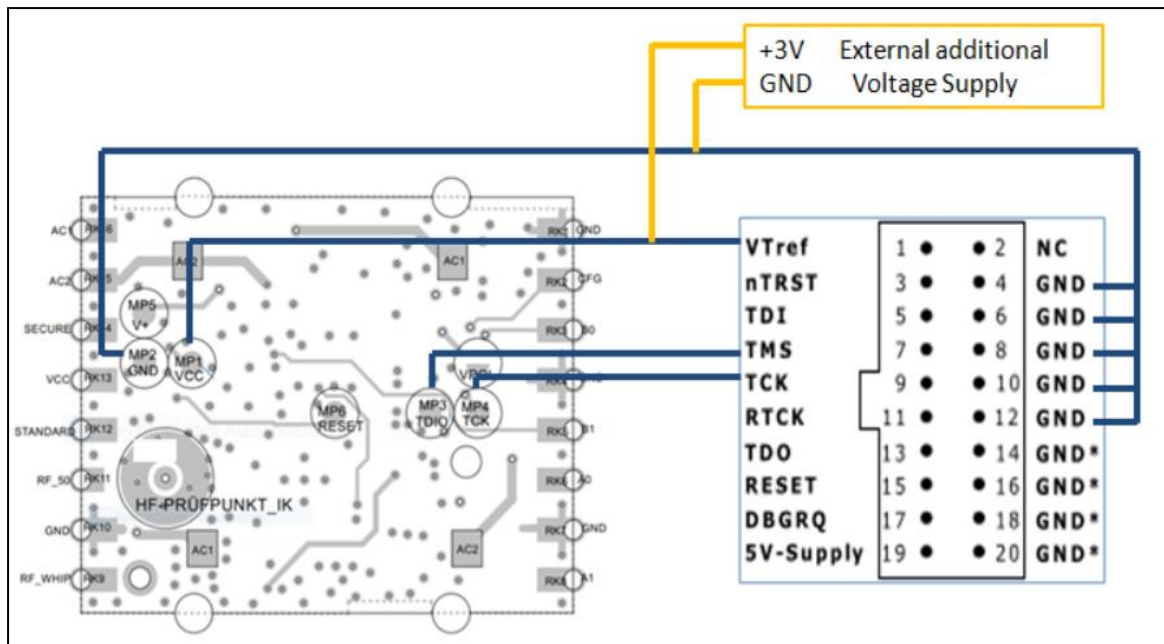 +3V External additional
GND Voltage Supply
AC1
RK16
GND
RK1
AC2
AC1
AC2
RK15
CFG
RK2
MP5
V+
SECURE
RK14
B0
RK3
MP2
GND
MP1
VCC
VCC
RK13
RK4
MP6
RESET
MP3
TDIO
MP4
TCK
STANDARD
RK12
B1
RK5
RF_50
RK11
A0
RK6
HF-PRÜFPUNKT_IK
GND
RK10
GND
RK7
AC1
AC2
RF_WHIP
RK9
A1
RK8
VTref 1 2 NC
nTRST 3 4 GND
TDI 5 6 GND
TMS 7 8 GND
TCK 9 10 GND
RTCK 11 12 GND
TDO 13 14 GND*
RESET 15 16 GND*
DBGRQ 17 18 GND*
5V-Supply 19 20 GND*